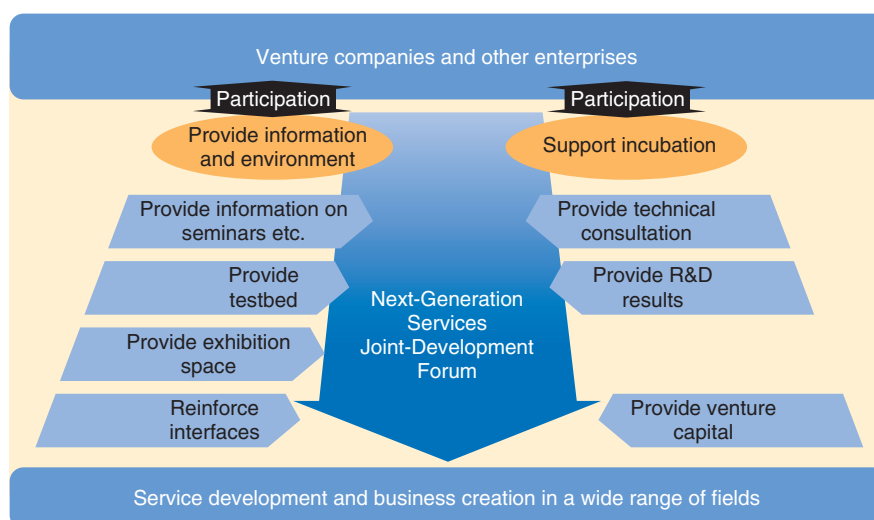 Venture companies and other enterprises
Participation
Participation
Provide information
and environment
Support incubation
Provide information on
seminars etc.
Provide technical
consultation
Provide
testbed
Provide R&D
results
Next-Generation
Services
Joint-Development
Forum
Provide exhibition
space
Reinforce
interfaces
Provide venture
capital
Service development and business creation in a wide range of fields